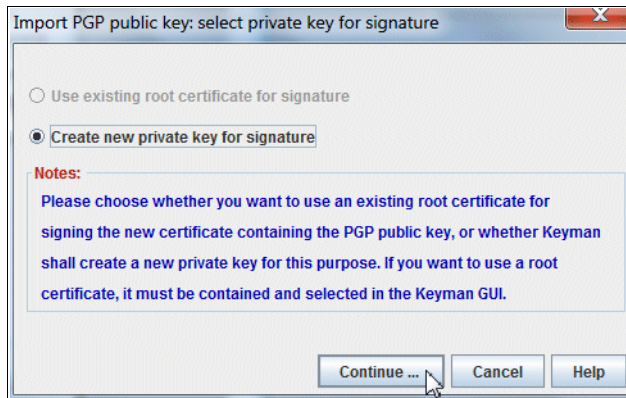 Import PGP public key: select private key for signature
Use existing root certificate for signature
Create new private key for signature
Notes:
Please choose whether you want to use an existing root certificate for
signing the new certificate containing the PGP public key, or whether Keyman
shall create a new private key for this purpose. If you want to use a root
certificate, it must be contained and selected in the Keyman GUI.
Continue ... Cancel Help